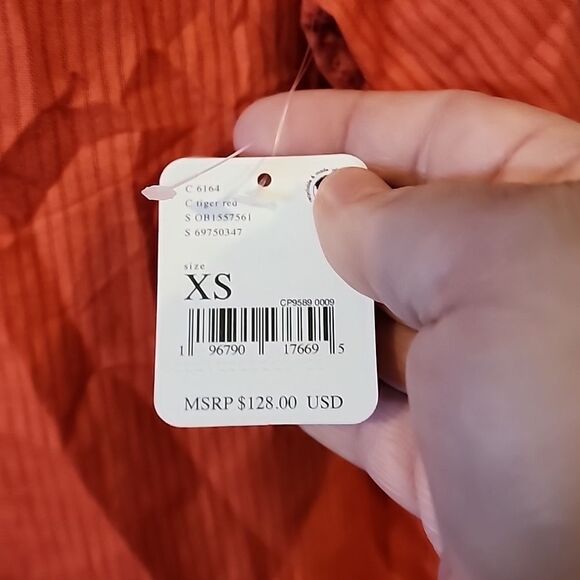 C 6164
C tiger red
S OB1557561
S 69750347
size
XS
CP9589 0009
1 96790 17669 5
MSRP $128.00 USD